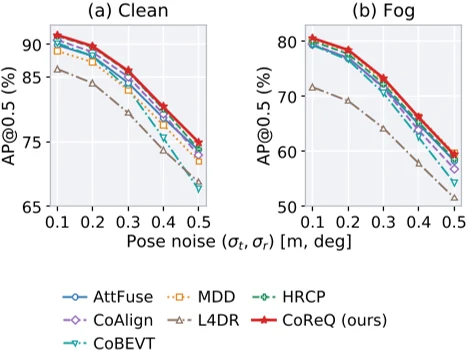 (a) Clean
(b) Fog
AP@0.5 (%)
90
85
75
65
0.1 0.2 0.3 0.4 0.5
AP@0.5 (%)
80
70
60
50
0.1 0.2 0.3 0.4 0.5
Pose noise (σt, σr) [m, deg]
AttFuse MDD HRCP
CoAlign L4DR CoReQ (ours)
CoBEVT